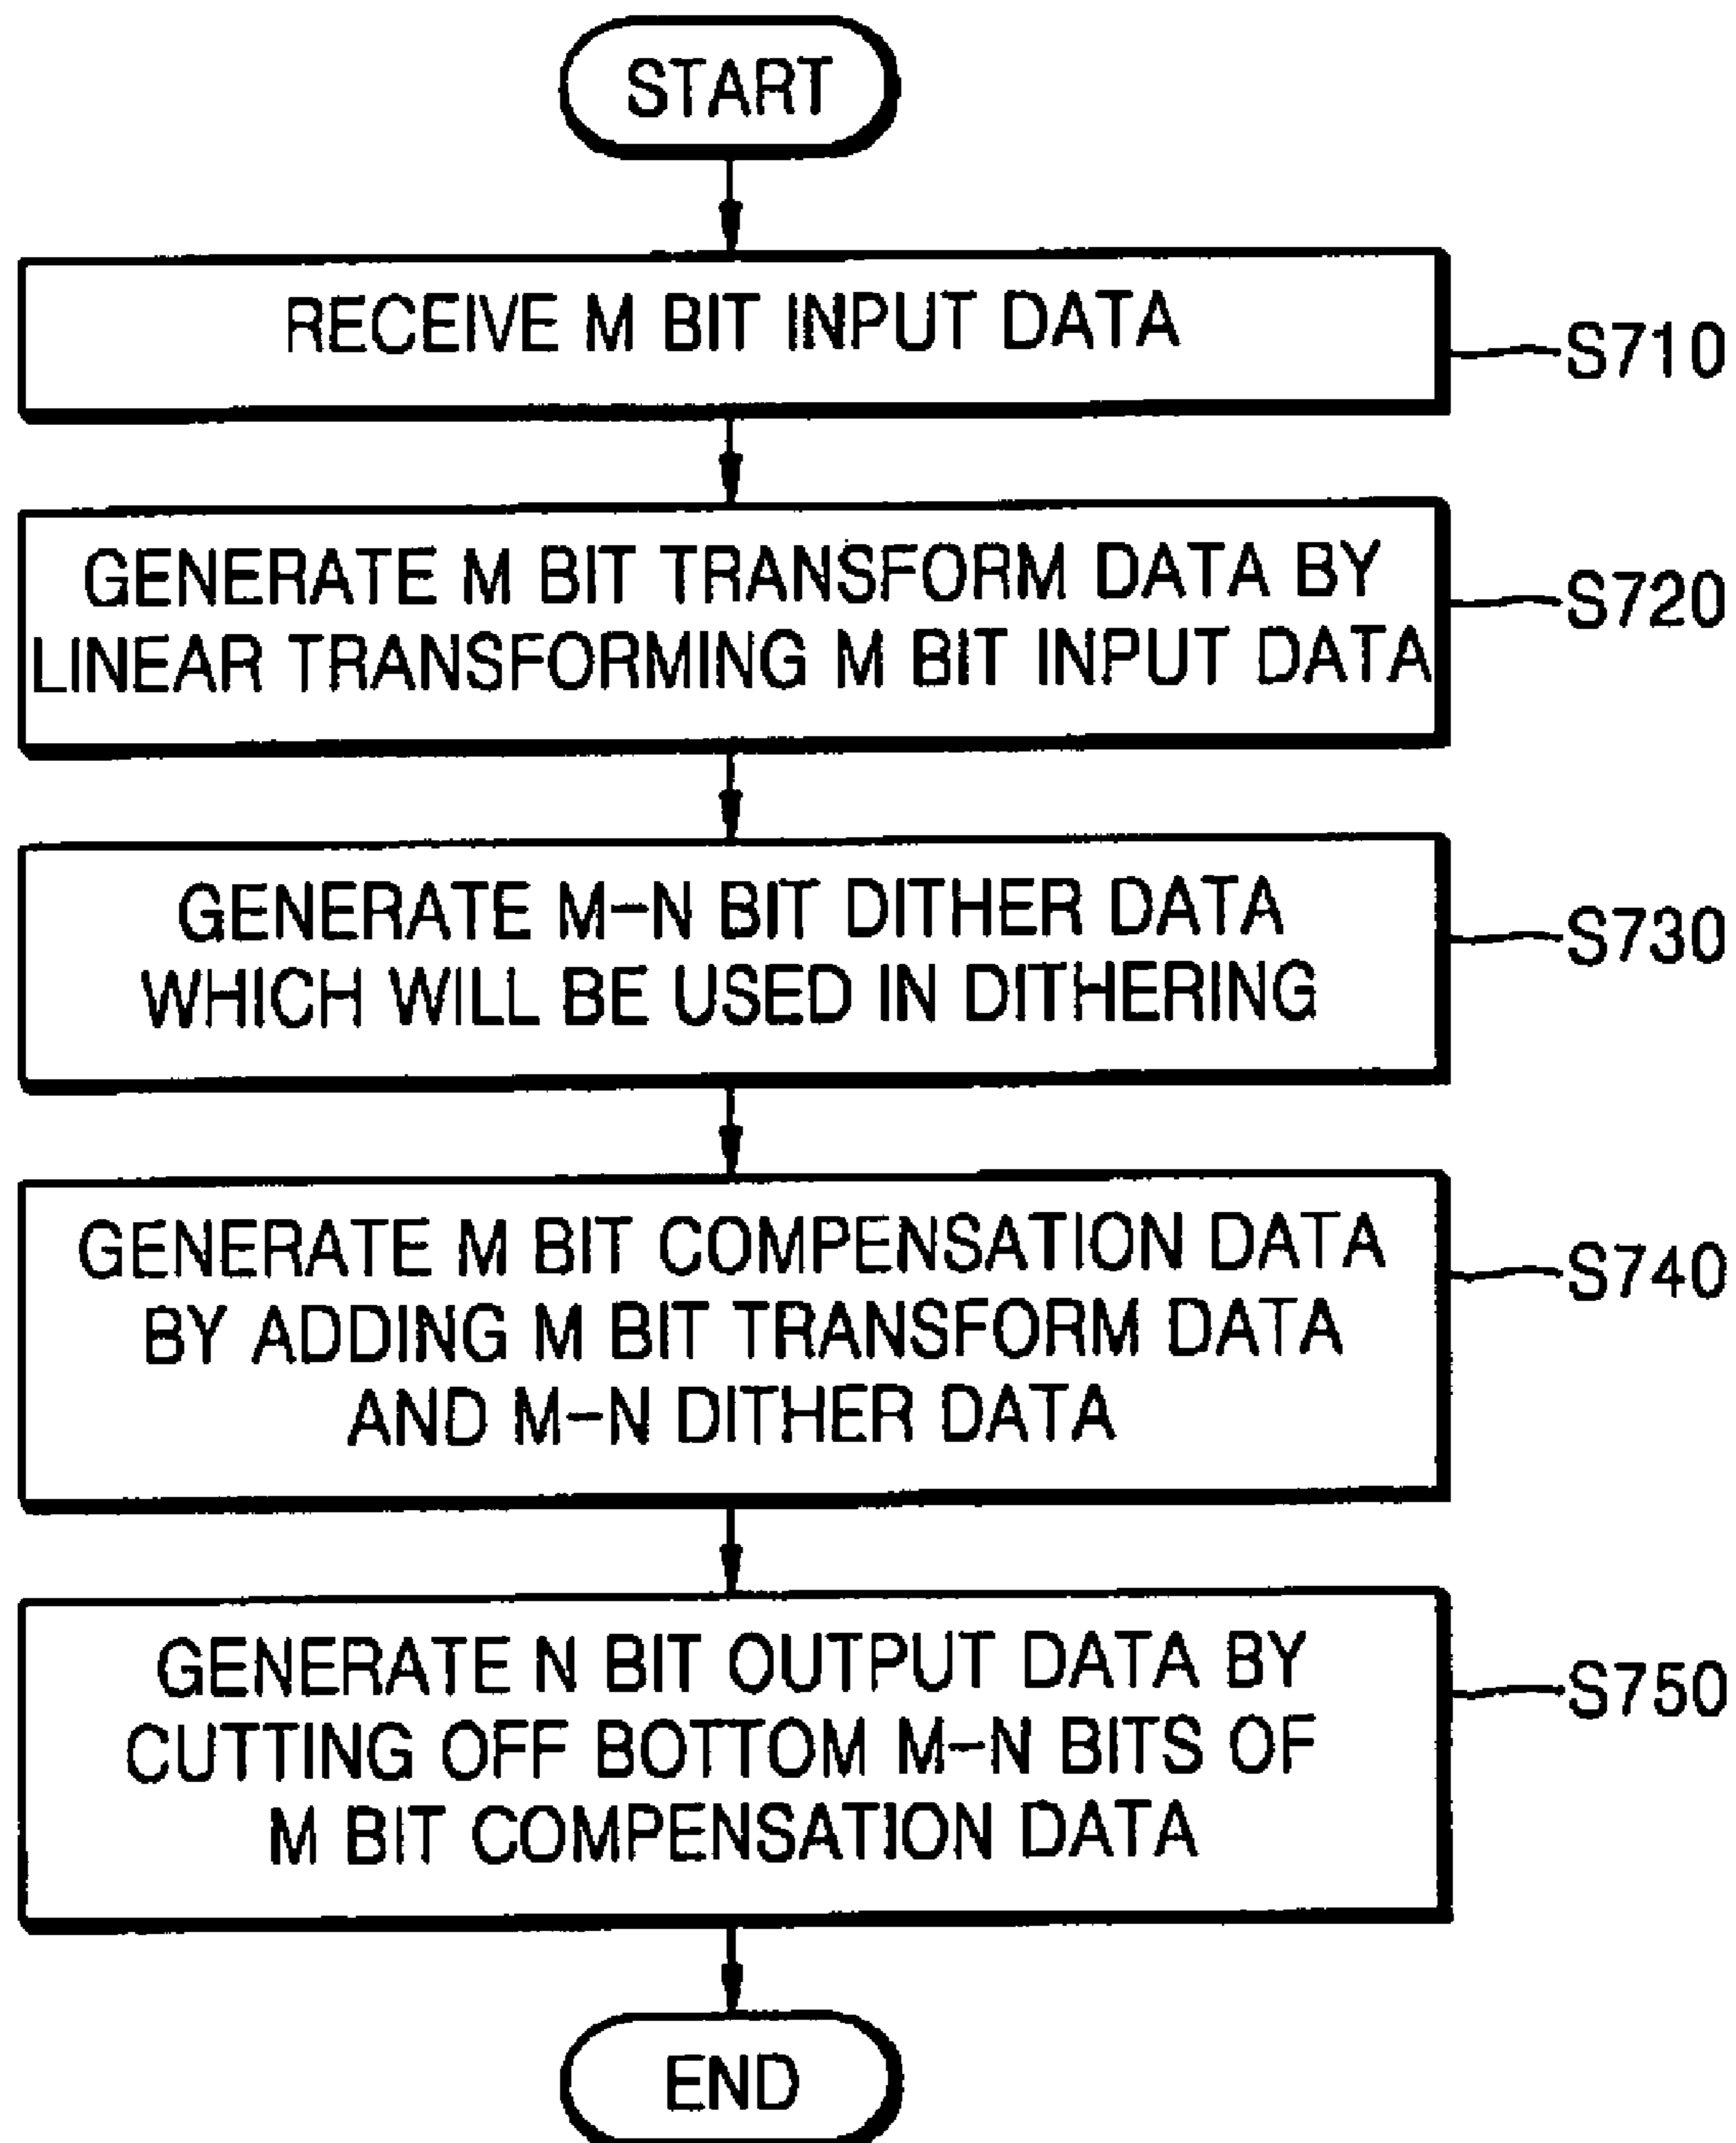 START
RECEIVE M BIT INPUT DATA
S710
GENERATE M BIT TRANSFORM DATA BY
LINEAR TRANSFORMING M BIT INPUT DATA
S720
GENERATE M-N BIT DITHER DATA
WHICH WILL BE USED IN DITHERING
S730
GENERATE M BIT COMPENSATION DATA
BY ADDING M BIT TRANSFORM DATA
AND M-N DITHER DATA
S740
GENERATE N BIT OUTPUT DATA BY
CUTTING OFF BOTTOM M-N BITS OF
M BIT COMPENSATION DATA
S750
END